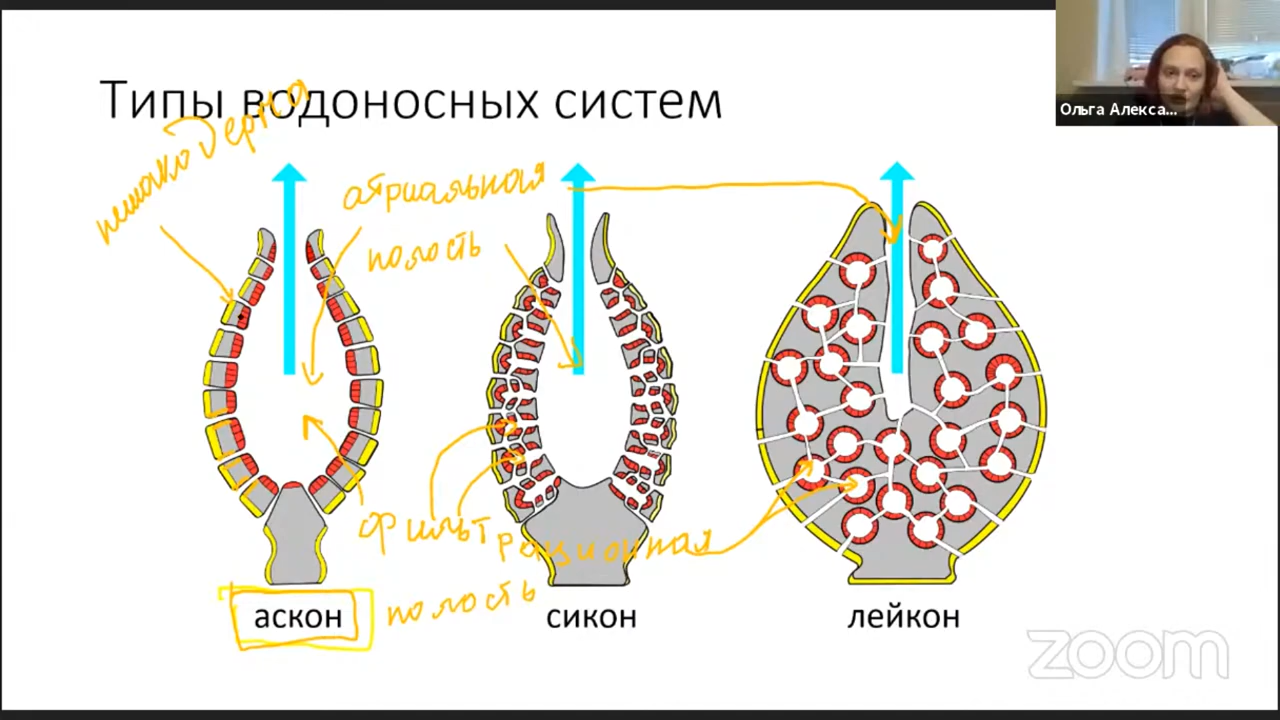 Ольга Алекса...
Типы водоносных систем
пинакодерма
атриальная
полость
фильтрационная
полость
аскон
сикон
лейкон
zoom